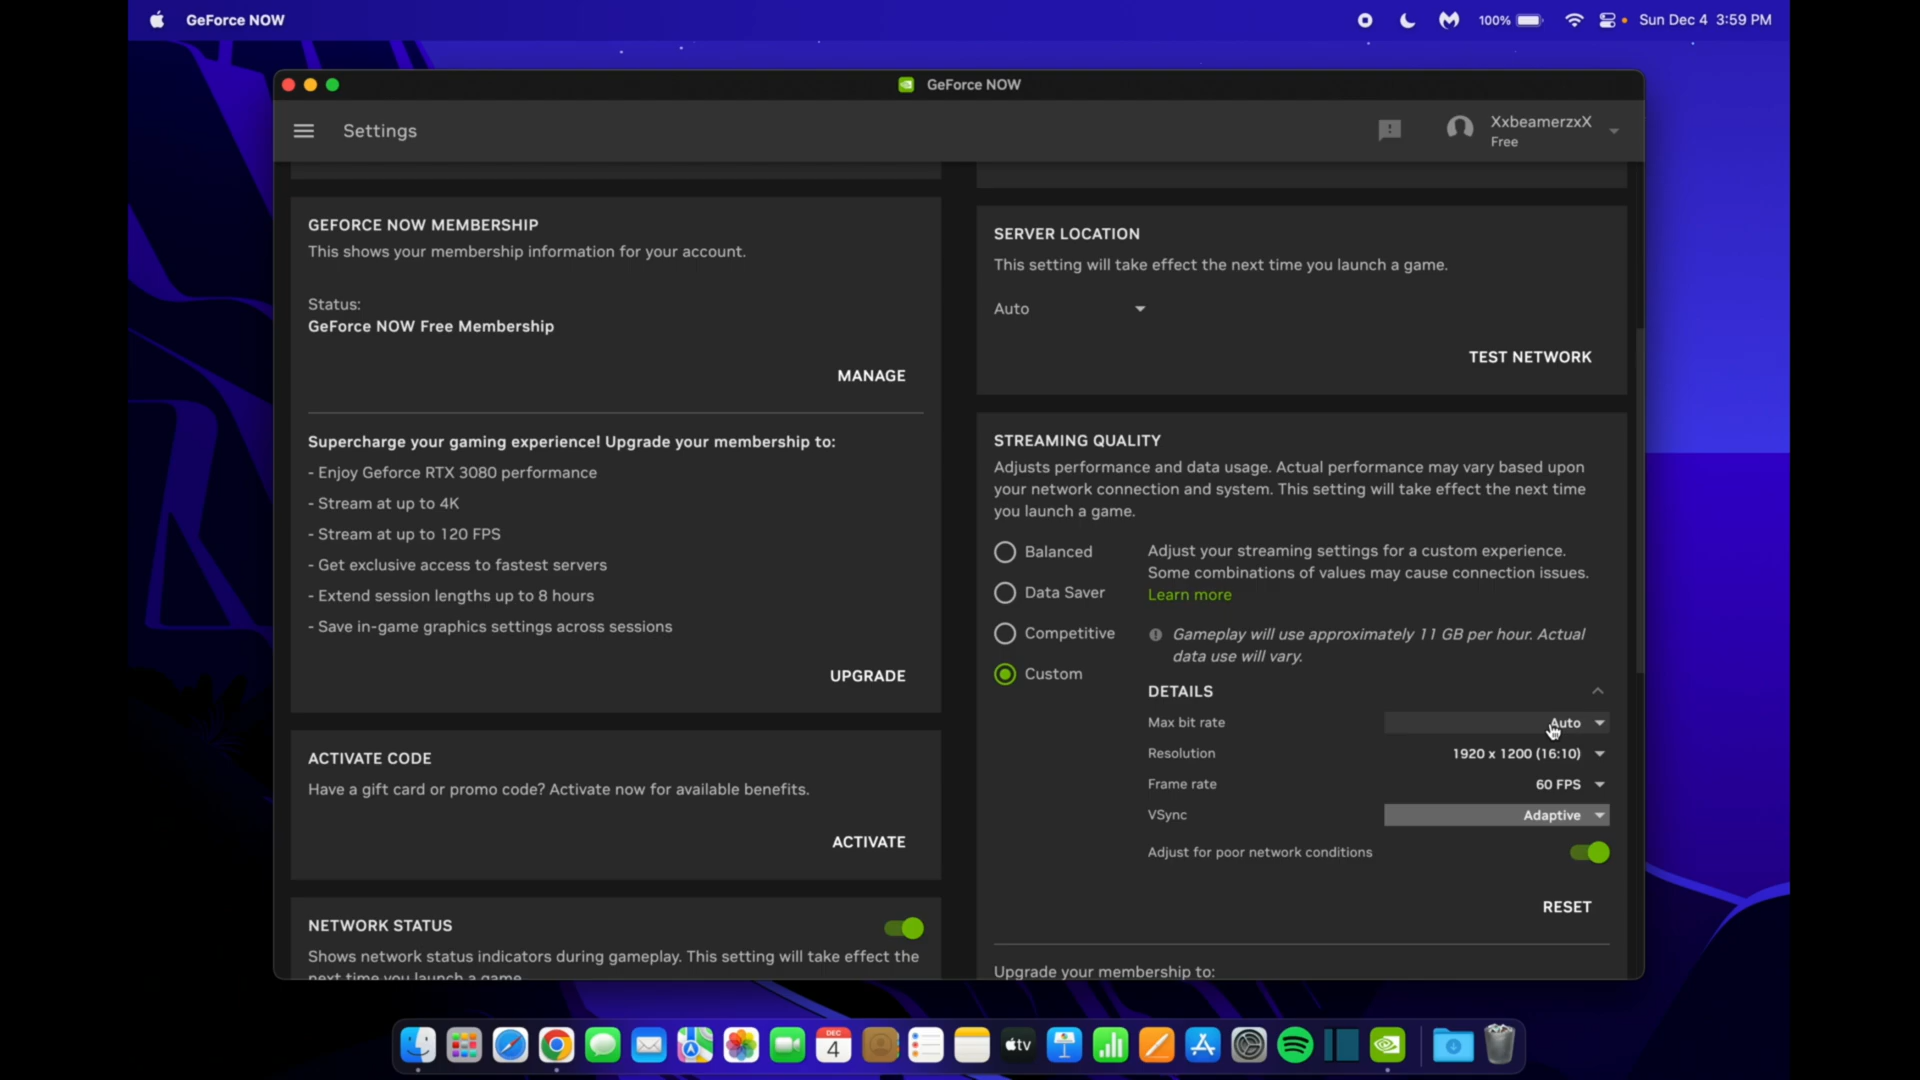 GeForce NOW
100%
Sun Dec 4 3:59 PM
GeForce NOW
Settings
XxbeamerzxX
Free
GEFORCE NOW MEMBERSHIP
This shows your membership information for your account.
Status:
GeForce NOW Free Membership
MANAGE
Supercharge your gaming experience! Upgrade your membership to:
- Enjoy Geforce RTX 3080 performance
- Stream at up to 4K
- Stream at up to 120 FPS
- Get exclusive access to fastest servers
- Extend session lengths up to 8 hours
- Save in-game graphics settings across sessions
UPGRADE
ACTIVATE CODE
Have a gift card or promo code? Activate now for available benefits.
ACTIVATE
NETWORK STATUS
Shows network status indicators during gameplay. This setting will take effect the
next time you launch a game.
SERVER LOCATION
This setting will take effect the next time you launch a game.
Auto
TEST NETWORK
STREAMING QUALITY
Adjusts performance and data usage. Actual performance may vary based upon
your network connection and system. This setting will take effect the next time
you launch a game.
Balanced
Data Saver
Competitive
Custom
Adjust your streaming settings for a custom experience.
Some combinations of values may cause connection issues.
Learn more
Gameplay will use approximately 11 GB per hour. Actual
data use will vary.
DETAILS
Max bit rate Auto
Resolution 1920 x 1200 (16:10)
Frame rate 60 FPS
VSync Adaptive
Adjust for poor network conditions
RESET
Upgrade your membership to:
DEC
4
tv